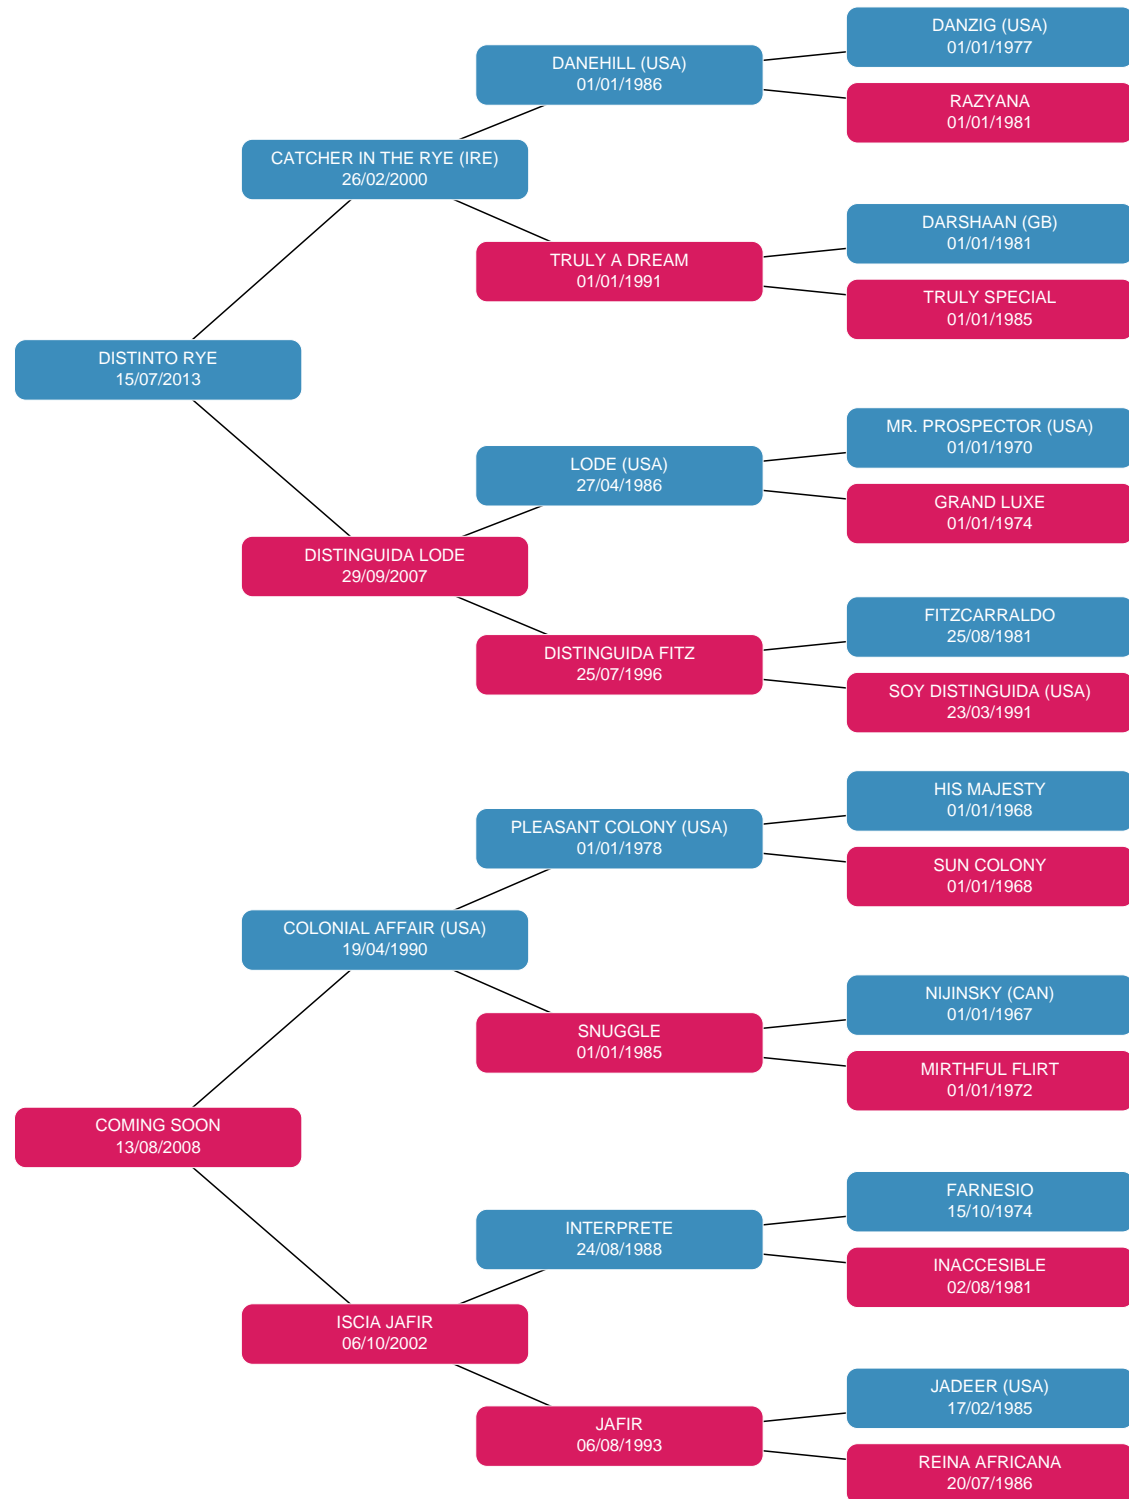 DANZIG (USA)
01/01/1977
DANEHILL (USA)
01/01/1986
RAZYANA
01/01/1981
CATCHER IN THE RYE (IRE)
26/02/2000
DARSHAAN (GB)
01/01/1981
TRULY A DREAM
01/01/1991
TRULY SPECIAL
01/01/1985
DISTINTO RYE
15/07/2013
MR. PROSPECTOR (USA)
01/01/1970
LODE (USA)
27/04/1986
GRAND LUXE
01/01/1974
DISTINGUIDA LODE
29/09/2007
FITZCARRALDO
25/08/1981
DISTINGUIDA FITZ
25/07/1996
SOY DISTINGUIDA (USA)
23/03/1991
HIS MAJESTY
01/01/1968
PLEASANT COLONY (USA)
01/01/1978
SUN COLONY
01/01/1968
COLONIAL AFFAIR (USA)
19/04/1990
NIJINSKY (CAN)
01/01/1967
SNUGGLE
01/01/1985
MIRTHFUL FLIRT
01/01/1972
COMING SOON
13/08/2008
FARNESIO
15/10/1974
INTERPRETE
24/08/1988
INACCESIBLE
02/08/1981
ISCIA JAFIR
06/10/2002
JADEER (USA)
17/02/1985
JAFIR
06/08/1993
REINA AFRICANA
20/07/1986